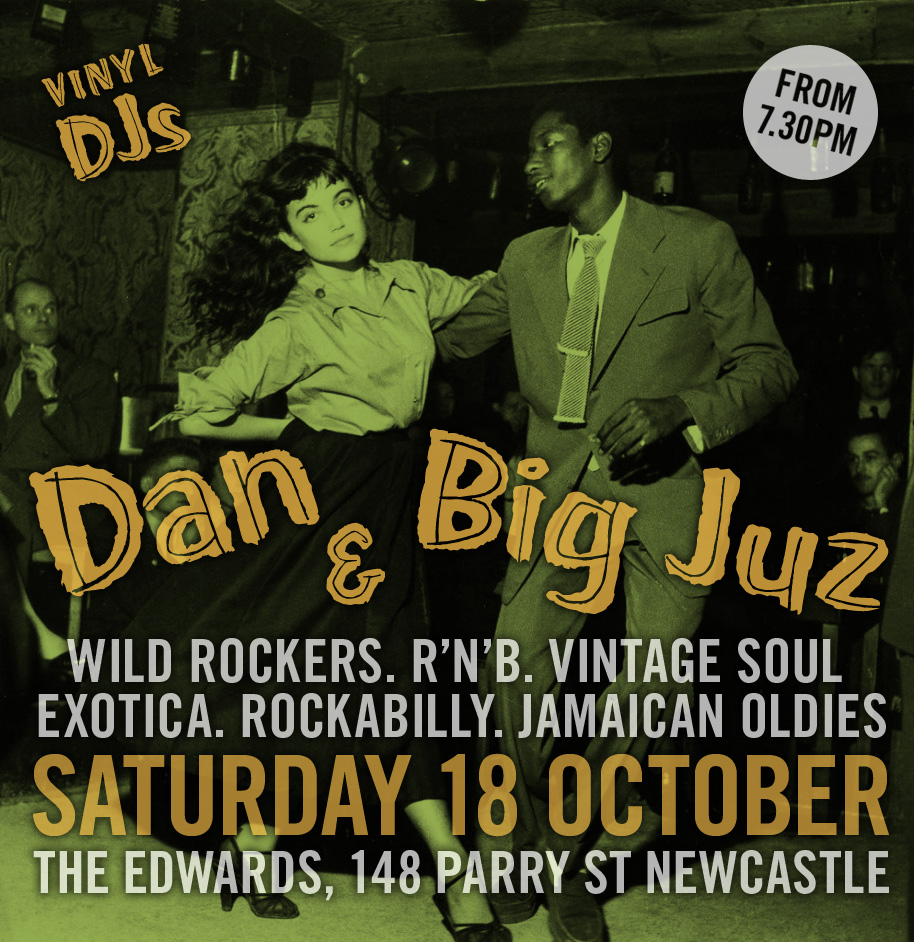 VINYL
DJs
FROM
7.30PM
Dan
& Big Juz
WILD ROCKERS. R’N’B. VINTAGE SOUL
EXOTICA. ROCKABILLY. JAMAICAN OLDIES
SATURDAY 18 OCTOBER
THE EDWARDS, 148 PARRY ST NEWCASTLE